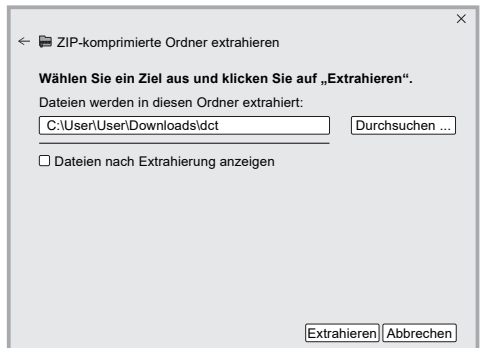 ZIP-komprimierte Ordner extrahieren
Wählen Sie ein Ziel aus und klicken Sie auf „Extrahieren“.
Dateien werden in diesen Ordner extrahiert:
C:\User\User\Downloads\dct
Durchsuchen ...
Dateien nach Extrahierung anzeigen
Extrahieren
Abbrechen